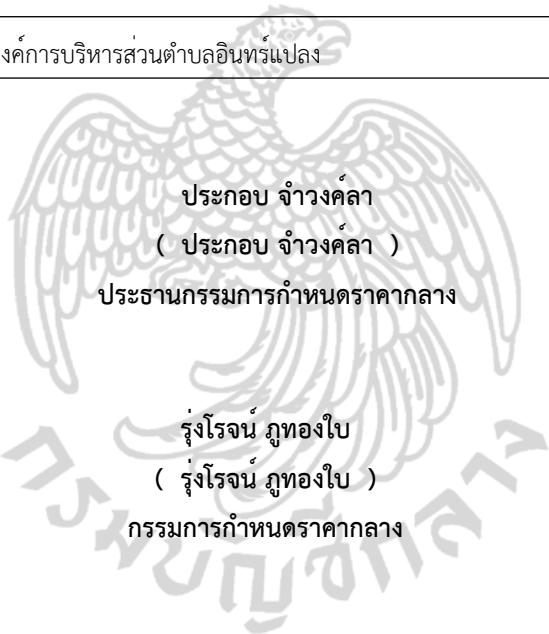 งค์การบริหารส่วนตำบลอินทร์แปลง
ประกอบ จำวงค์ลา
( ประกอบ จำวงค์ลา )
ประธานกรรมการกำหนดราคากลาง
รุ่งโรจน์ ภูทองใบ
( รุ่งโรจน์ ภูทองใบ )
กรรมการกำหนดราคากลาง
กรมบัญชีกลาง